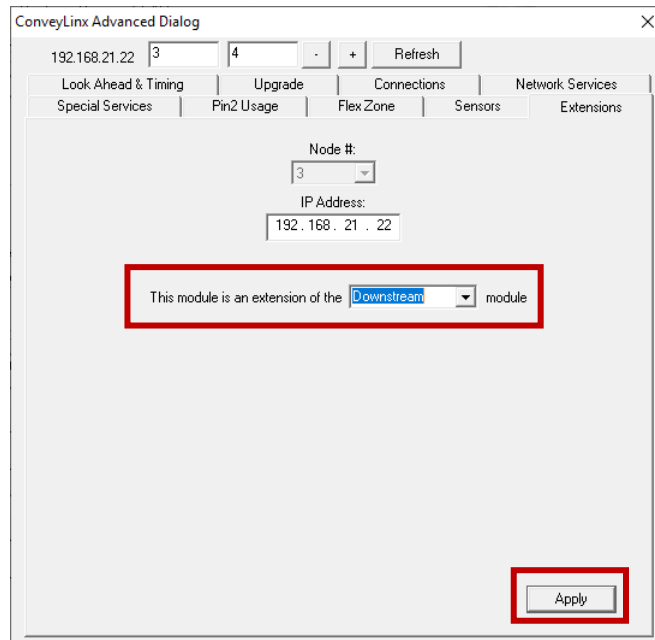 ConveyLinx Advanced Dialog
192.168.21.22 3 4 - + Refresh
Look Ahead & Timing Upgrade Connections Network Services
Special Services Pin2 Usage Flex Zone Sensors Extensions
Node #:
3
IP Address:
192 . 168 . 21 . 22
This module is an extension of the Downstream module
Apply